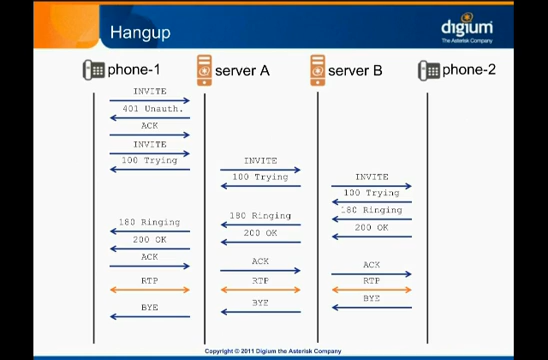 Hangup
digium
The Asterisk Company
phone-1
server A
server B
phone-2
INVITE
401 Unauth.
ACK
INVITE
100 Trying
INVITE
100 Trying
INVITE
100 Trying
180 Ringing
200 OK
180 Ringing
200 OK
180 Ringing
200 OK
ACK
ACK
ACK
RTP
RTP
RTP
BYE
BYE
BYE
Copyright © 2011 Digium the Asterisk Company